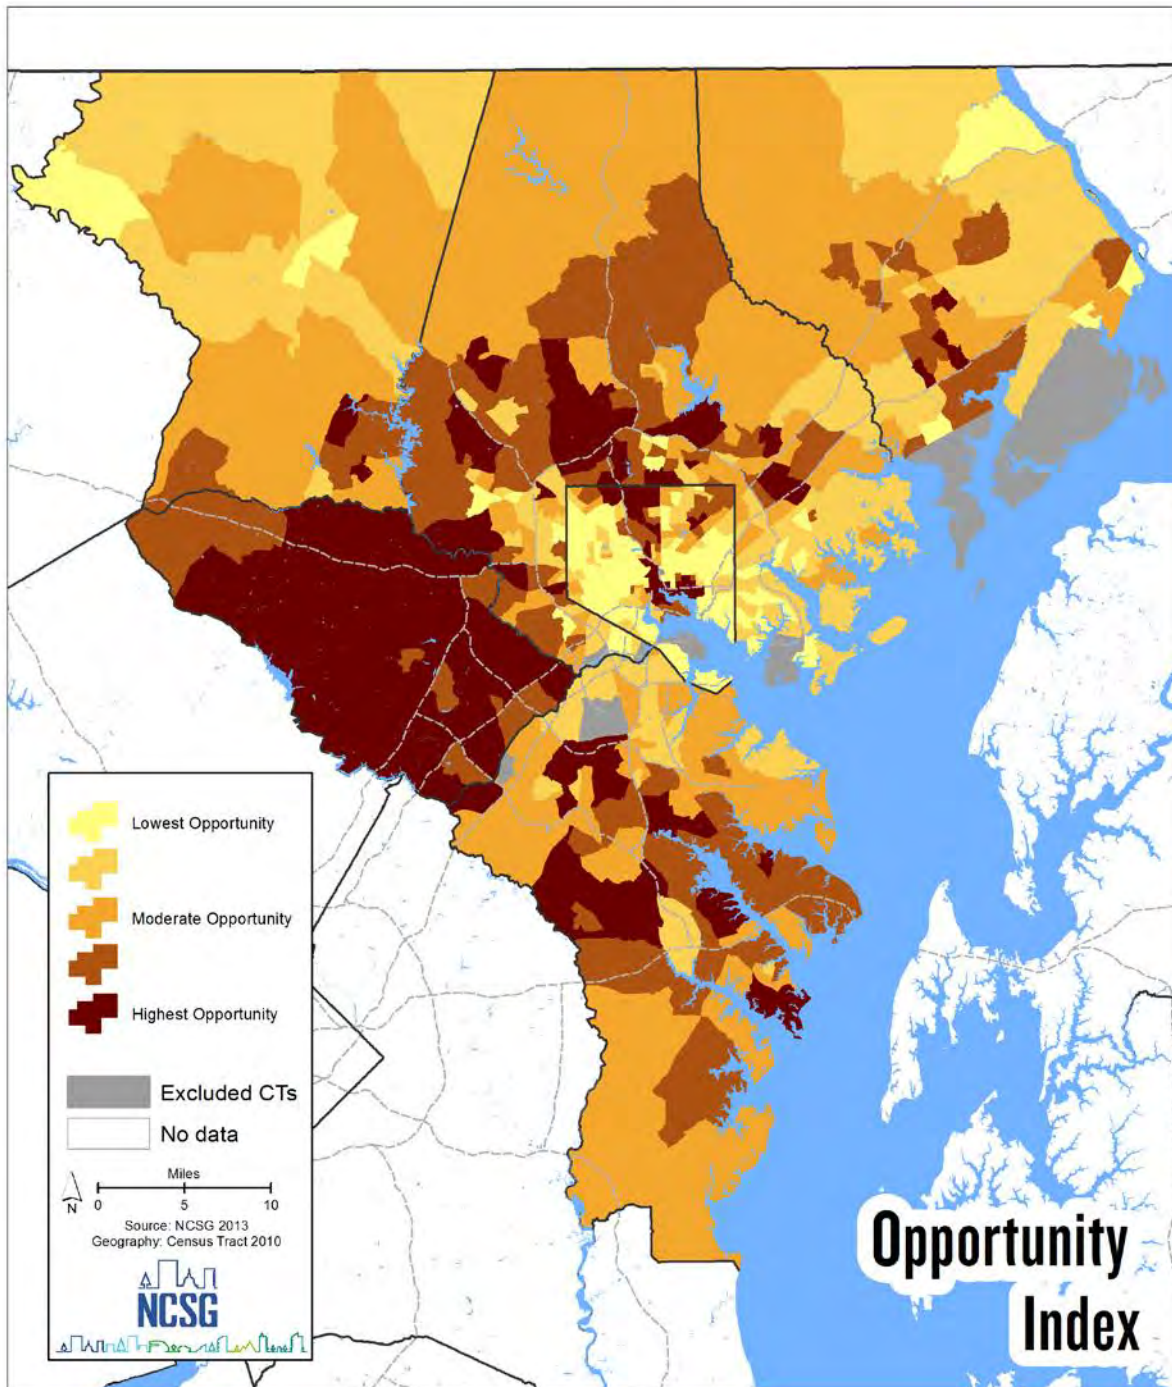 Lowest Opportunity
Moderate Opportunity
Highest Opportunity
Excluded CTs
No data
Miles
N
0 5 10
Source: NCSG 2013
Geography: Census Tract 2010
NCSG
Opportunity
Index